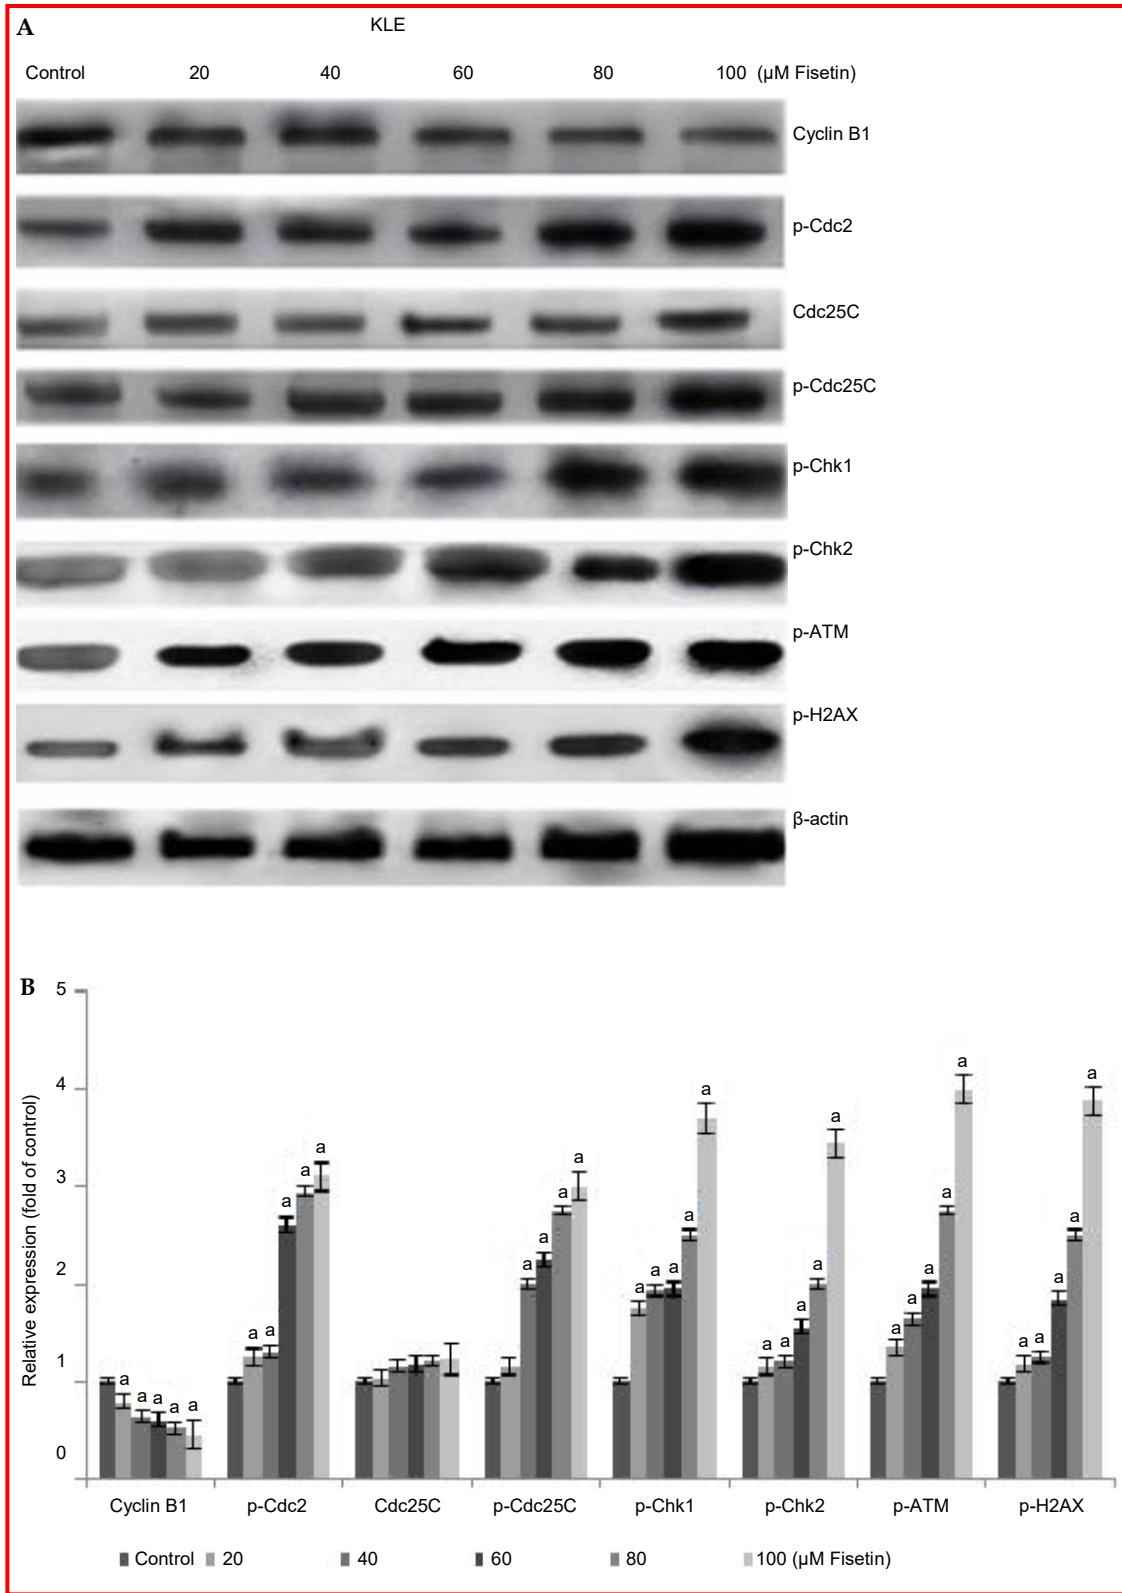 A
KLE
Control 20 40 60 80 100 (µM Fisetin)
Cyclin B1
p-Cdc2
Cdc25C
p-Cdc25C
p-Chk1
p-Chk2
p-ATM
p-H2AX
β-actin
B
Relative expression (fold of control)
5
4
3
2
1
0
a a a a a
a a a a a
a a a a
a a a a a
a a a a a
a a a a a
a a a a a
Cyclin B1 p-Cdc2 Cdc25C p-Cdc25C p-Chk1 p-Chk2 p-ATM p-H2AX
Control 20 40 60 80 100 (µM Fisetin)